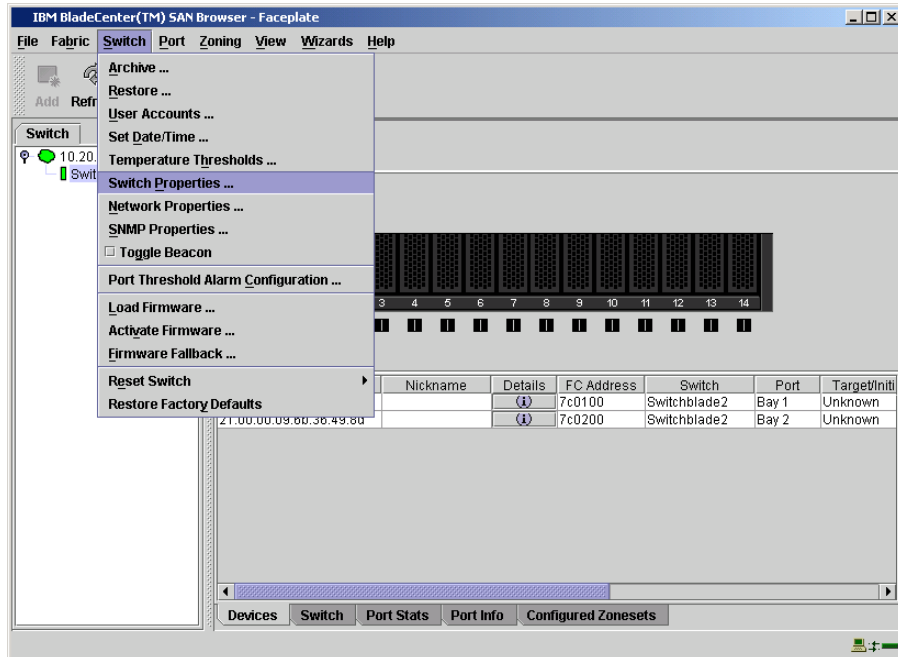 IBM BladeCenter(TM) SAN Browser - Faceplate
File Fabric Switch Port Zoning View Wizards Help
Add Refr
Archive ...
Restore ...
User Accounts ...
Set Date/Time ...
Temperature Thresholds ...
Switch Properties ...
Network Properties ...
SNMP Properties ...
Toggle Beacon
Port Threshold Alarm Configuration ...
Load Firmware ...
Activate Firmware ...
Firmware Fallback ...
Reset Switch
Restore Factory Defaults
Switch
10.20.
Swit
3 4 5 6 7 8 9 10 11 12 13 14
Nickname Details FC Address Switch Port Target/Initi
(i) 7c0100 Switchblade2 Bay 1 Unknown
21:00:00:09:6b:36:49:8d (i) 7c0200 Switchblade2 Bay 2 Unknown
Devices Switch Port Stats Port Info Configured Zonesets